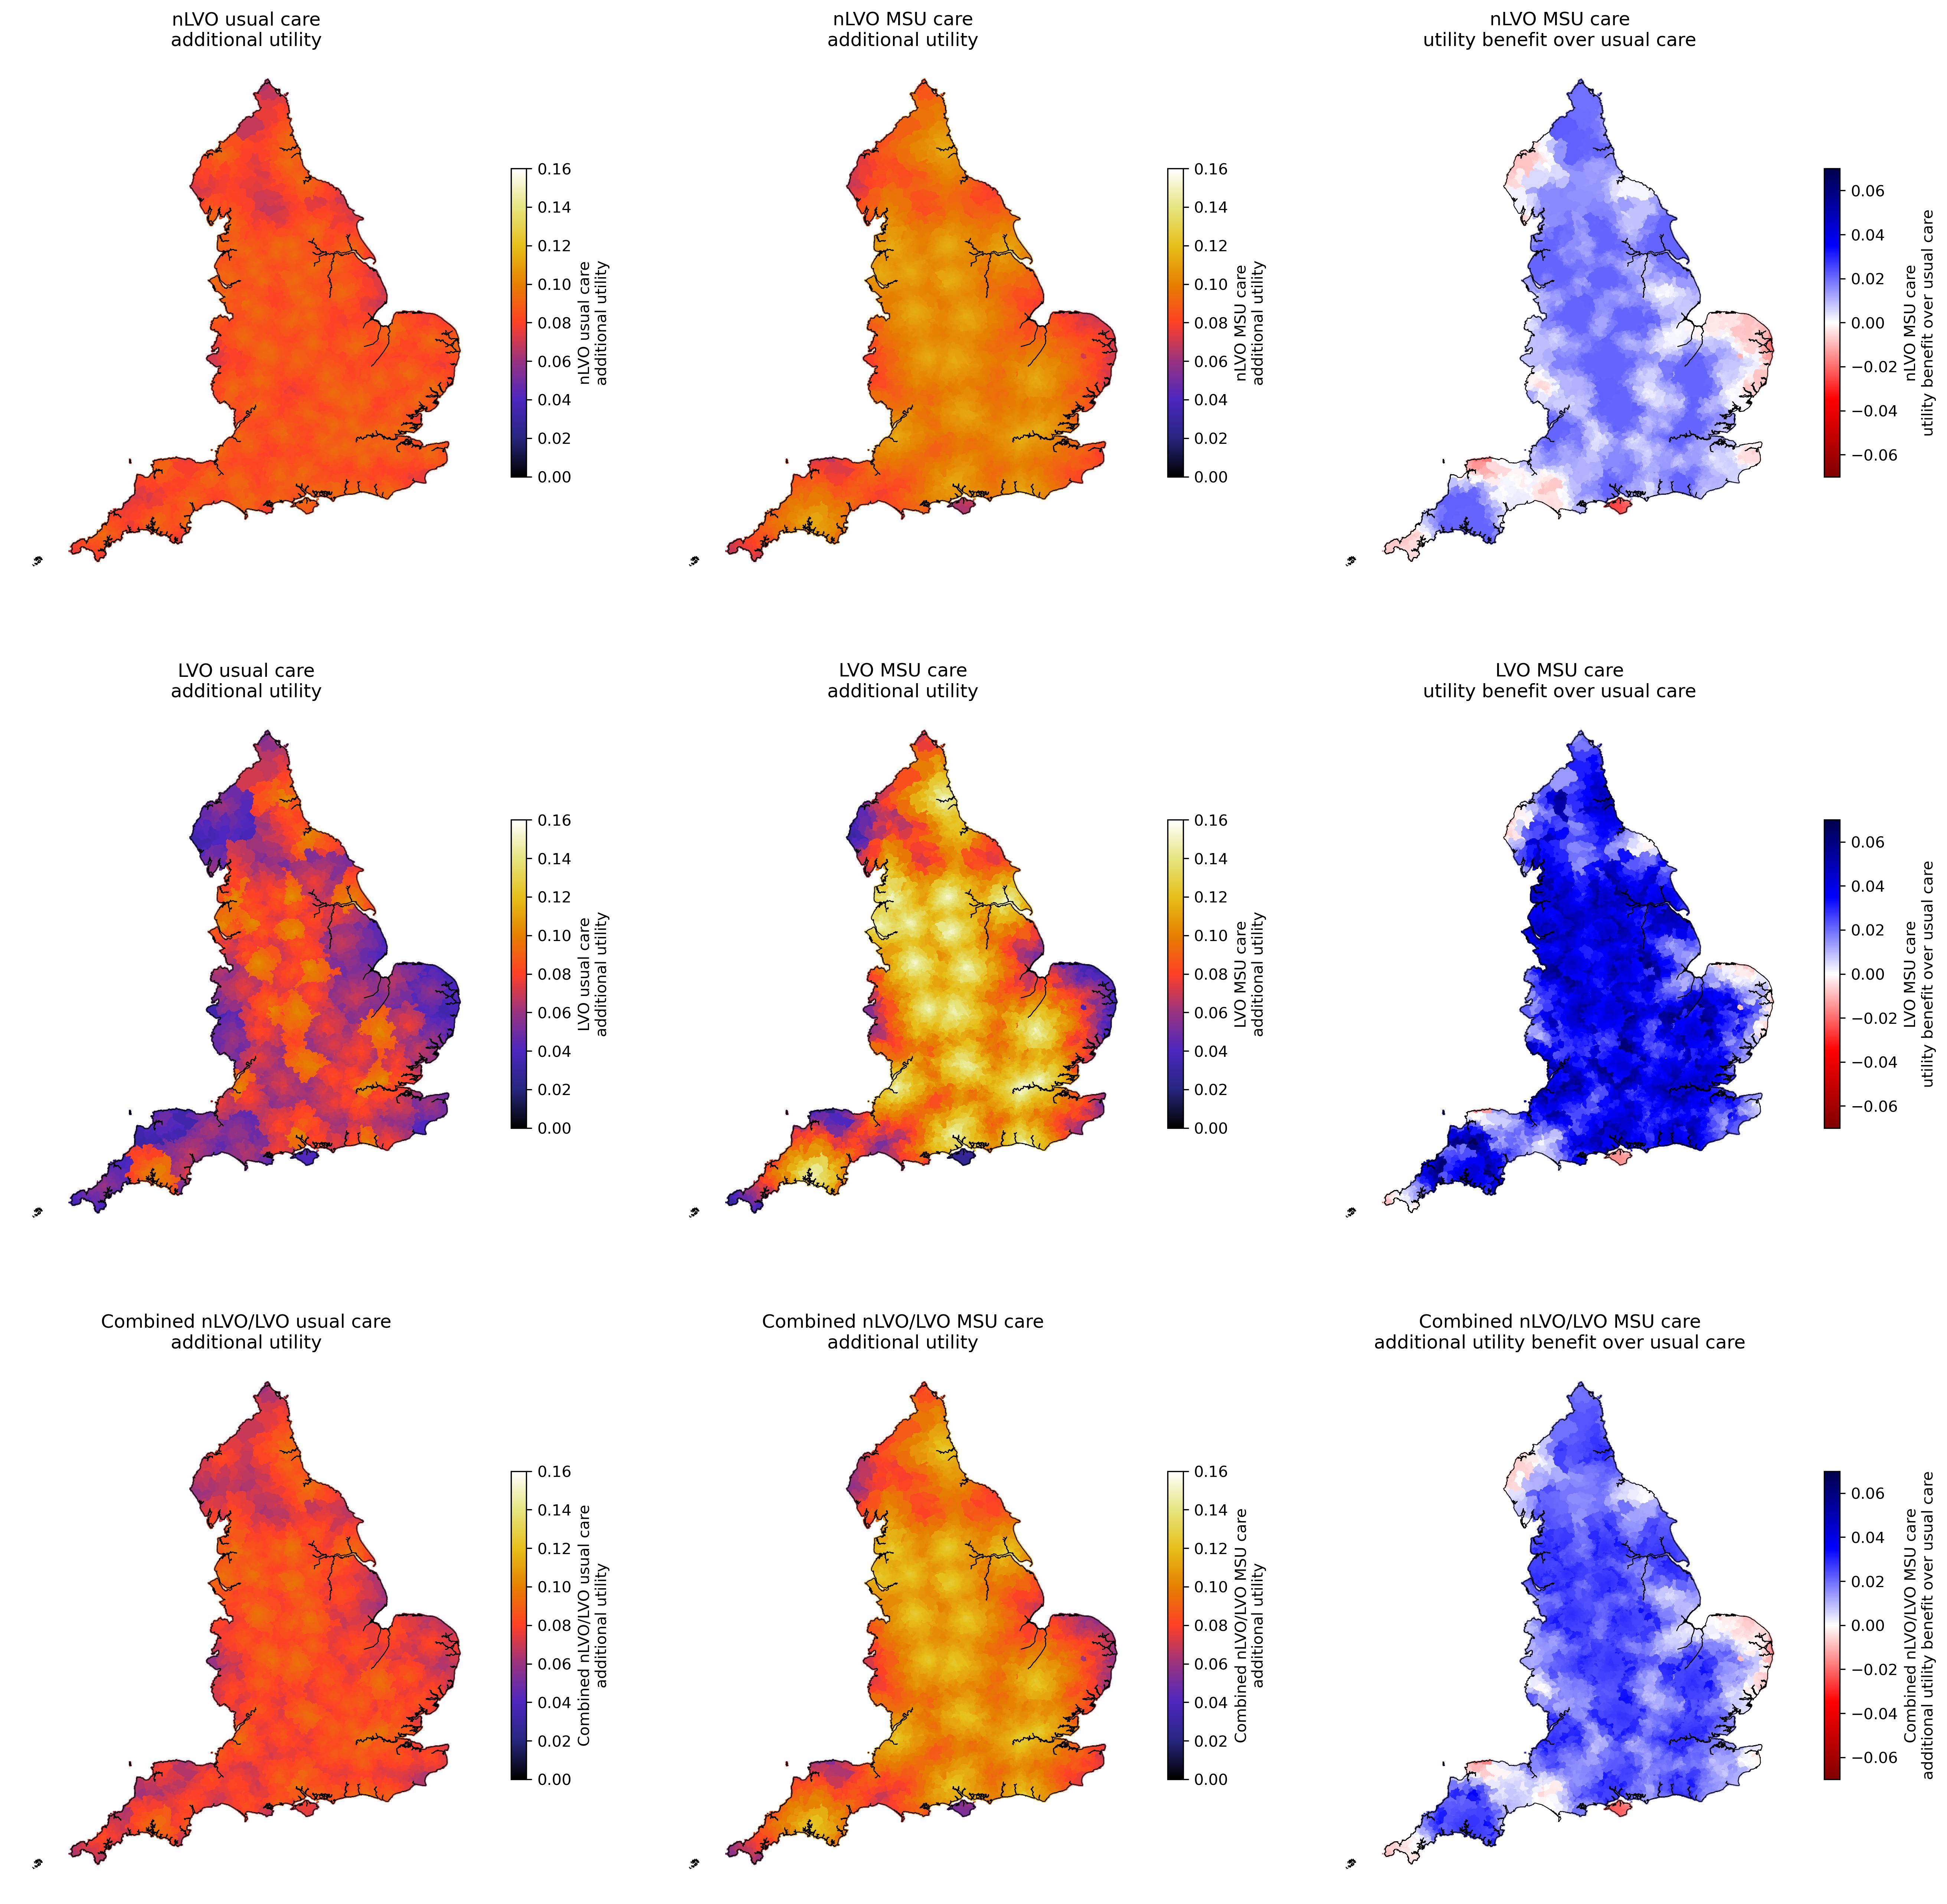 nLVO usual care
additional utility
0.16
0.14
0.12
0.10
0.08
0.06
0.04
0.02
0.00
nLVO usual care
additional utility
nLVO MSU care
additional utility
0.16
0.14
0.12
0.10
0.08
0.06
0.04
0.02
0.00
nLVO MSU care
additional utility
nLVO MSU care
utility benefit over usual care
0.06
0.04
0.02
0.00
−0.02
−0.04
−0.06
nLVO MSU care
utility benefit over usual care
LVO usual care
additional utility
0.16
0.14
0.12
0.10
0.08
0.06
0.04
0.02
0.00
LVO usual care
additional utility
LVO MSU care
additional utility
0.16
0.14
0.12
0.10
0.08
0.06
0.04
0.02
0.00
LVO MSU care
additional utility
LVO MSU care
utility benefit over usual care
0.06
0.04
0.02
0.00
−0.02
−0.04
−0.06
LVO MSU care
utility benefit over usual care
Combined nLVO/LVO usual care
additional utility
0.16
0.14
0.12
0.10
0.08
0.06
0.04
0.02
0.00
Combined nLVO/LVO usual care
additional utility
Combined nLVO/LVO MSU care
additional utility
0.16
0.14
0.12
0.10
0.08
0.06
0.04
0.02
0.00
Combined nLVO/LVO MSU care
additional utility
Combined nLVO/LVO MSU care
additional utility benefit over usual care
0.06
0.04
0.02
0.00
−0.02
−0.04
−0.06
Combined nLVO/LVO MSU care
additional utility benefit over usual care